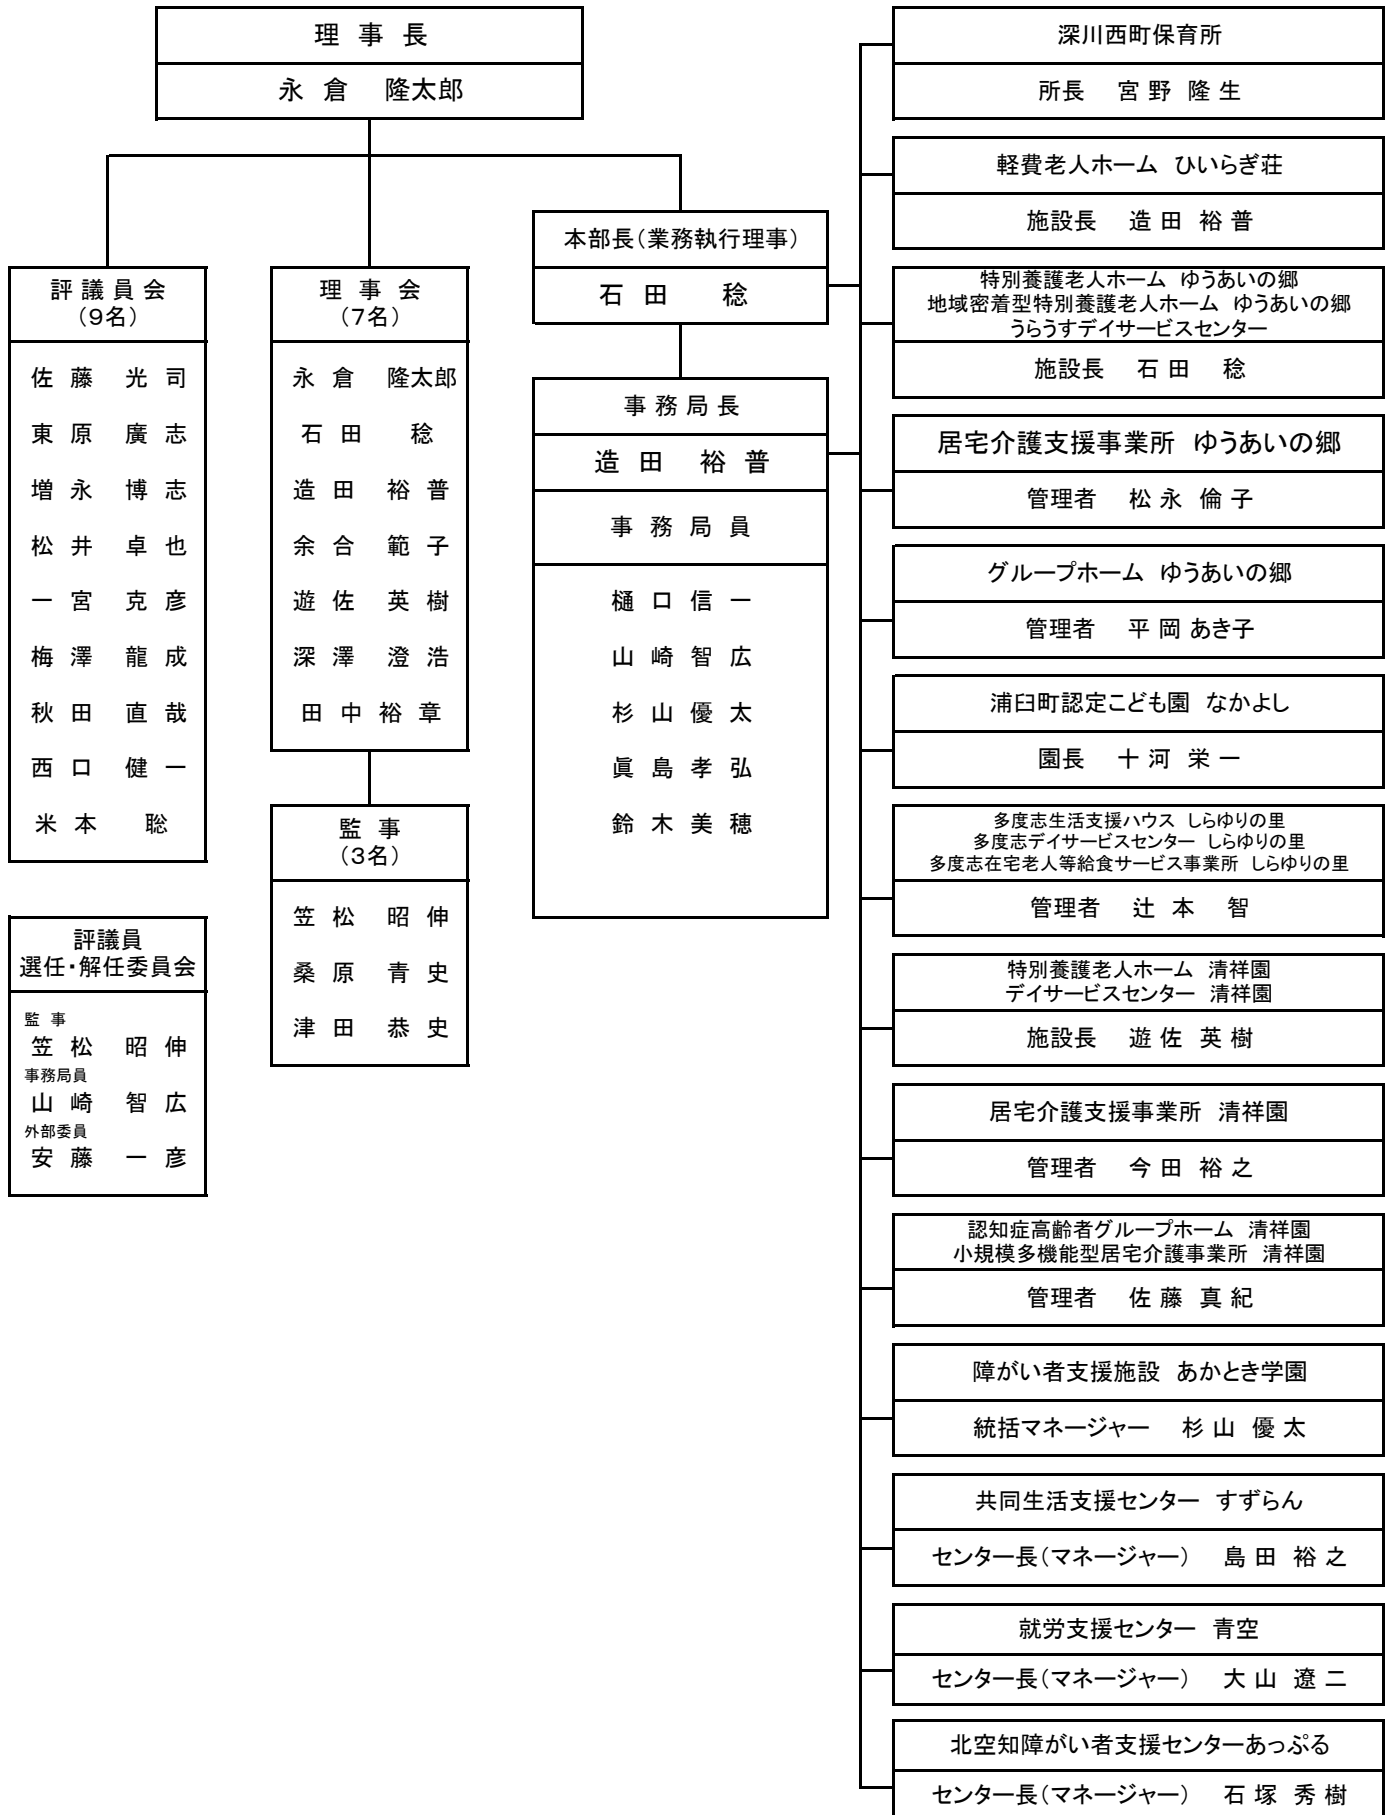 理事長
永倉 隆太郎
評議員会
（9名）
佐藤 光司
東原 廣志
増永 博志
松井 卓也
一宮 克彦
梅澤 龍成
秋田 直哉
西口 健一
米本 聡
評議員
選任・解任委員会
監事
笠松 昭伸
事務局員
山崎 智広
外部委員
安藤 一彦
理事会
（7名）
永倉 隆太郎
石田 稔
造田 裕普
余合 範子
遊佐 英樹
深澤 澄浩
田中裕章
監事
（3名）
笠松 昭伸
桑原 青史
津田 恭史
本部長（業務執行理事）
石田 稔
事務局長
造田 裕普
事務局員
樋口信一
山崎智広
杉山優太
眞島孝弘
鈴木美穂
深川西町保育所
所長 宮野 隆生
軽費老人ホーム ひいらぎ荘
施設長 造田 裕普
特別養護老人ホーム ゆうあいの郷
地域密着型特別養護老人ホーム ゆうあいの郷
うらうすデイサービスセンター
施設長 石田 稔
居宅介護支援事業所 ゆうあいの郷
管理者 松永 倫子
グループホーム ゆうあいの郷
管理者 平岡 あき子
浦臼町認定こども園 なかよし
園長 十河 栄一
多度志生活支援ハウス しらゆりの里
多度志デイサービスセンター しらゆりの里
多度志在宅老人等給食サービス事業所 しらゆりの里
管理者 辻本 智
特別養護老人ホーム 清祥園
デイサービスセンター 清祥園
施設長 遊佐 英樹
居宅介護支援事業所 清祥園
管理者 今田 裕之
認知症高齢者グループホーム 清祥園
小規模多機能型居宅介護事業所 清祥園
管理者 佐藤 真紀
障がい者支援施設 あかとき学園
統括マネージャー 杉山 優太
共同生活支援センター すずらん
センター長（マネージャー） 島田 裕之
就労支援センター 青空
センター長（マネージャー） 大山 遼二
北空知障がい者支援センターあっぷる
センター長（マネージャー） 石塚 秀樹